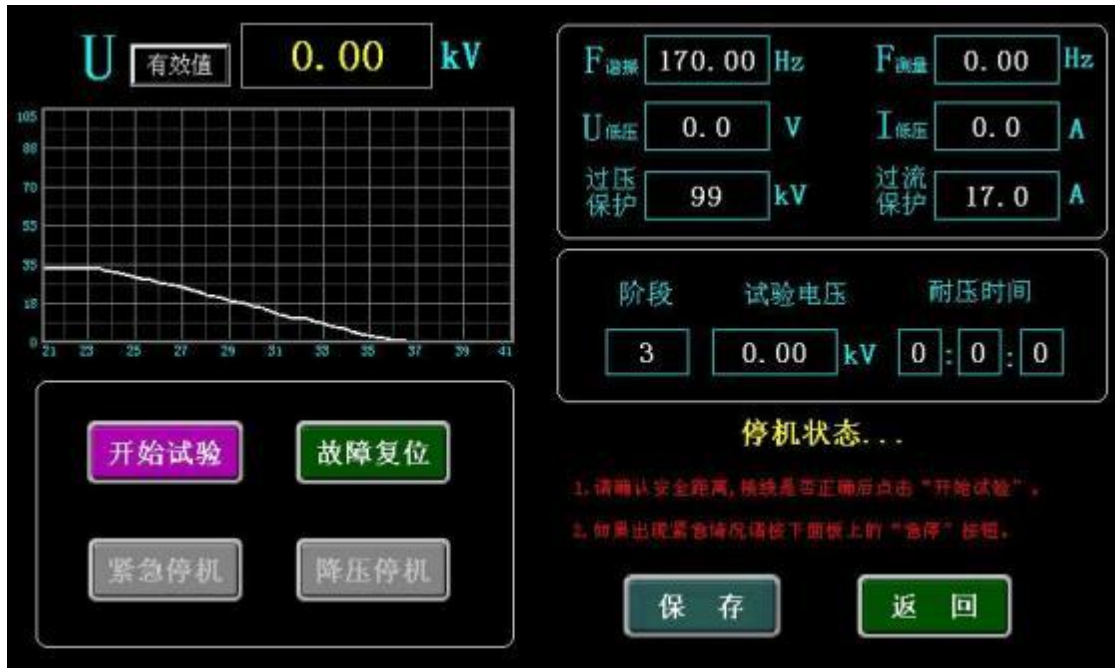 U 有效值 0.00 kV
105
88
70
53
35
18
0
21 23 25 27 29 31 33 35 37 39 41
F谐振 170.00 Hz F测量 0.00 Hz
U低压 0.0 V I低压 0.0 A
过压保护 99 kV 过流保护 17.0 A
阶段 试验电压 耐压时间
3 0.00 kV 0 : 0 : 0
开始试验 故障复位
紧急停机 降压停机
停机状态...
1.请确认安全距离,接线是否正确后点击“开始试验”。
2.如果出现紧急情况请按下面板上的“急停”按钮。
保 存 返 回